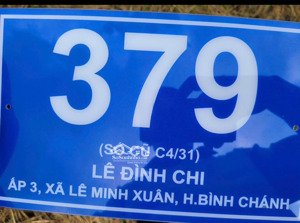 379
(SỐ CŨ C4/31)
LÊ ĐÌNH CHI
ẤP 3, XÃ LÊ MINH XUÂN, H.BÌNH CHÁNH